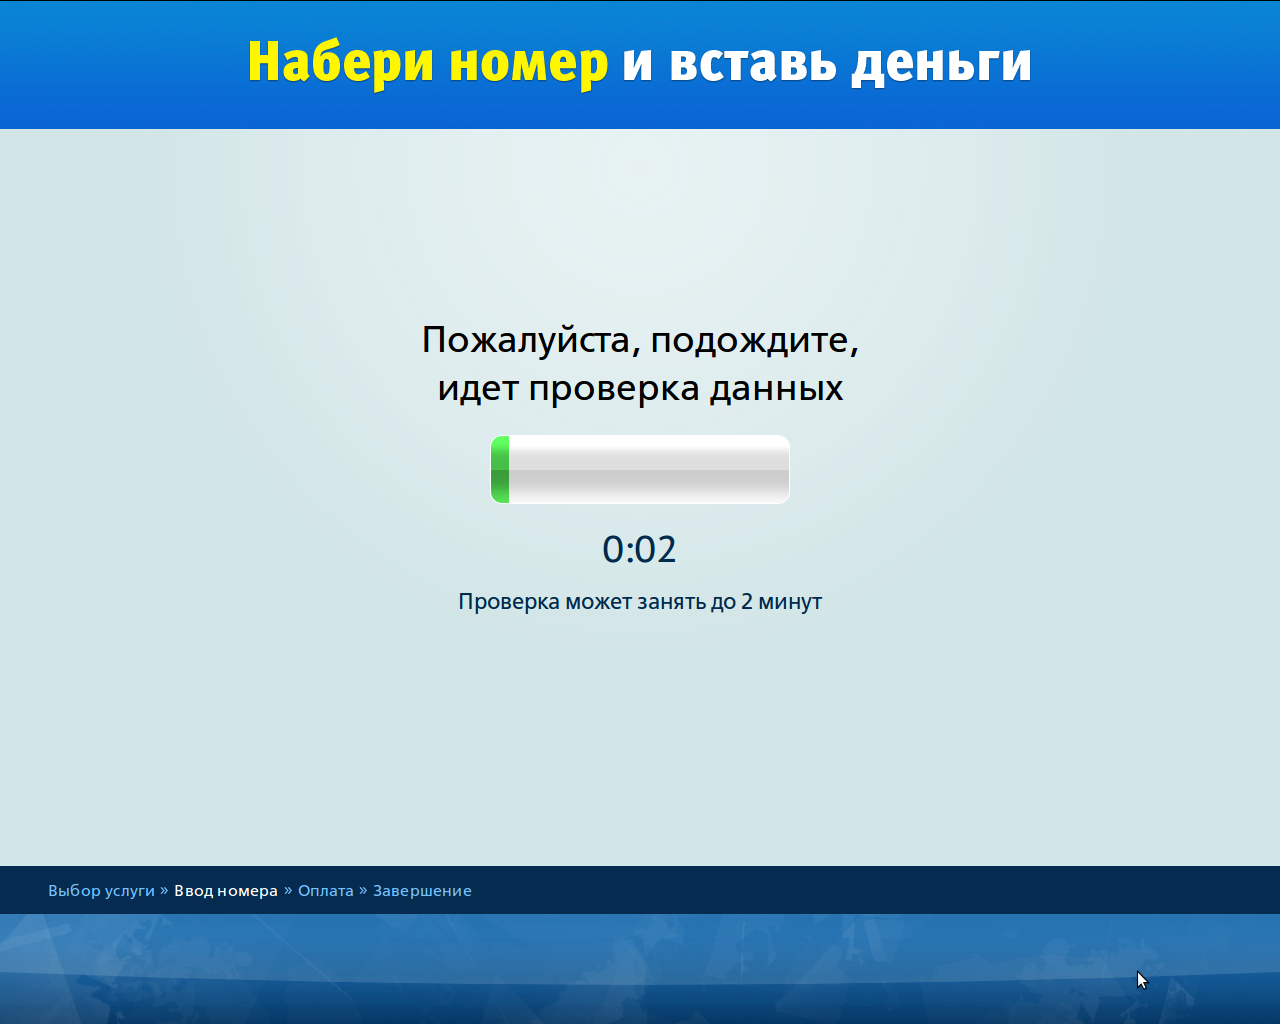 Набери номер и вставь деньги
Пожалуйста, подождите,
идет проверка данных
0:02
Проверка может занять до 2 минут
Выбор услуги » Ввод номера » Оплата » Завершение